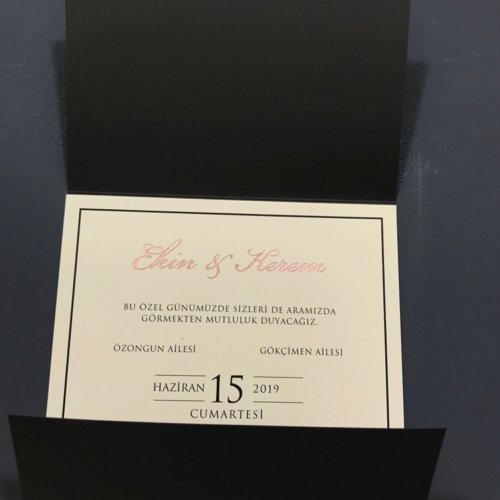 Ekin & Kerem
BU ÖZEL GÜNÜMÜZDE SİZLERİ DE ARAMIZDA
GÖRMEKTEN MUTLULUK DUYACAĞIZ.
ÖZONGUN AİLESİ GÖKÇİMEN AİLESİ
HAZİRAN 15 2019
CUMARTESİ